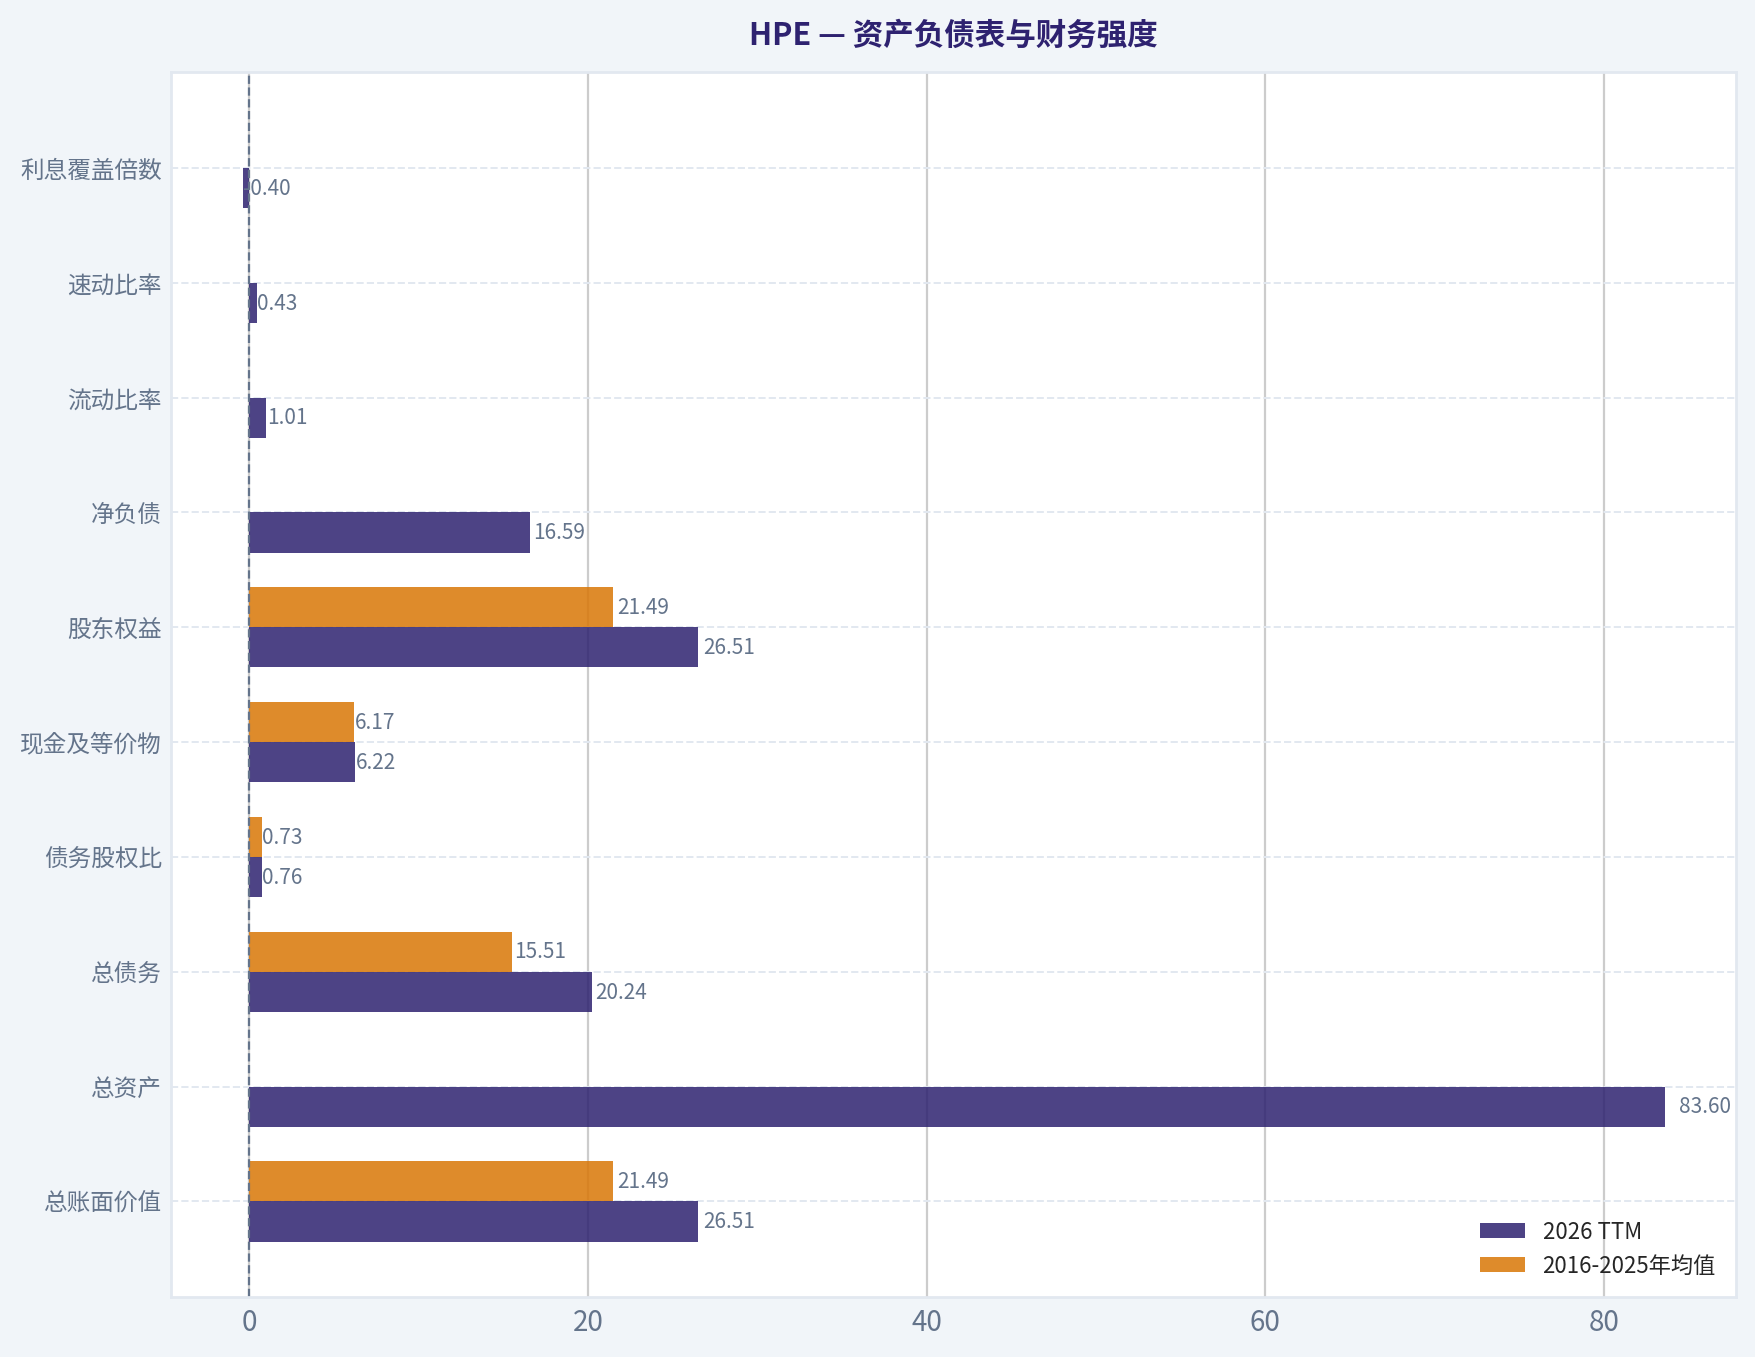 HPE — 资产负债表与财务强度
利息覆盖倍数
-0.40
速动比率
0.43
流动比率
1.01
净负债
16.59
股东权益
21.49
26.51
现金及等价物
6.17
6.22
债务股权比
0.73
0.76
总债务
15.51
20.24
总资产
83.60
总账面价值
21.49
26.51
2026 TTM
2016-2025年均值
0 20 40 60 80